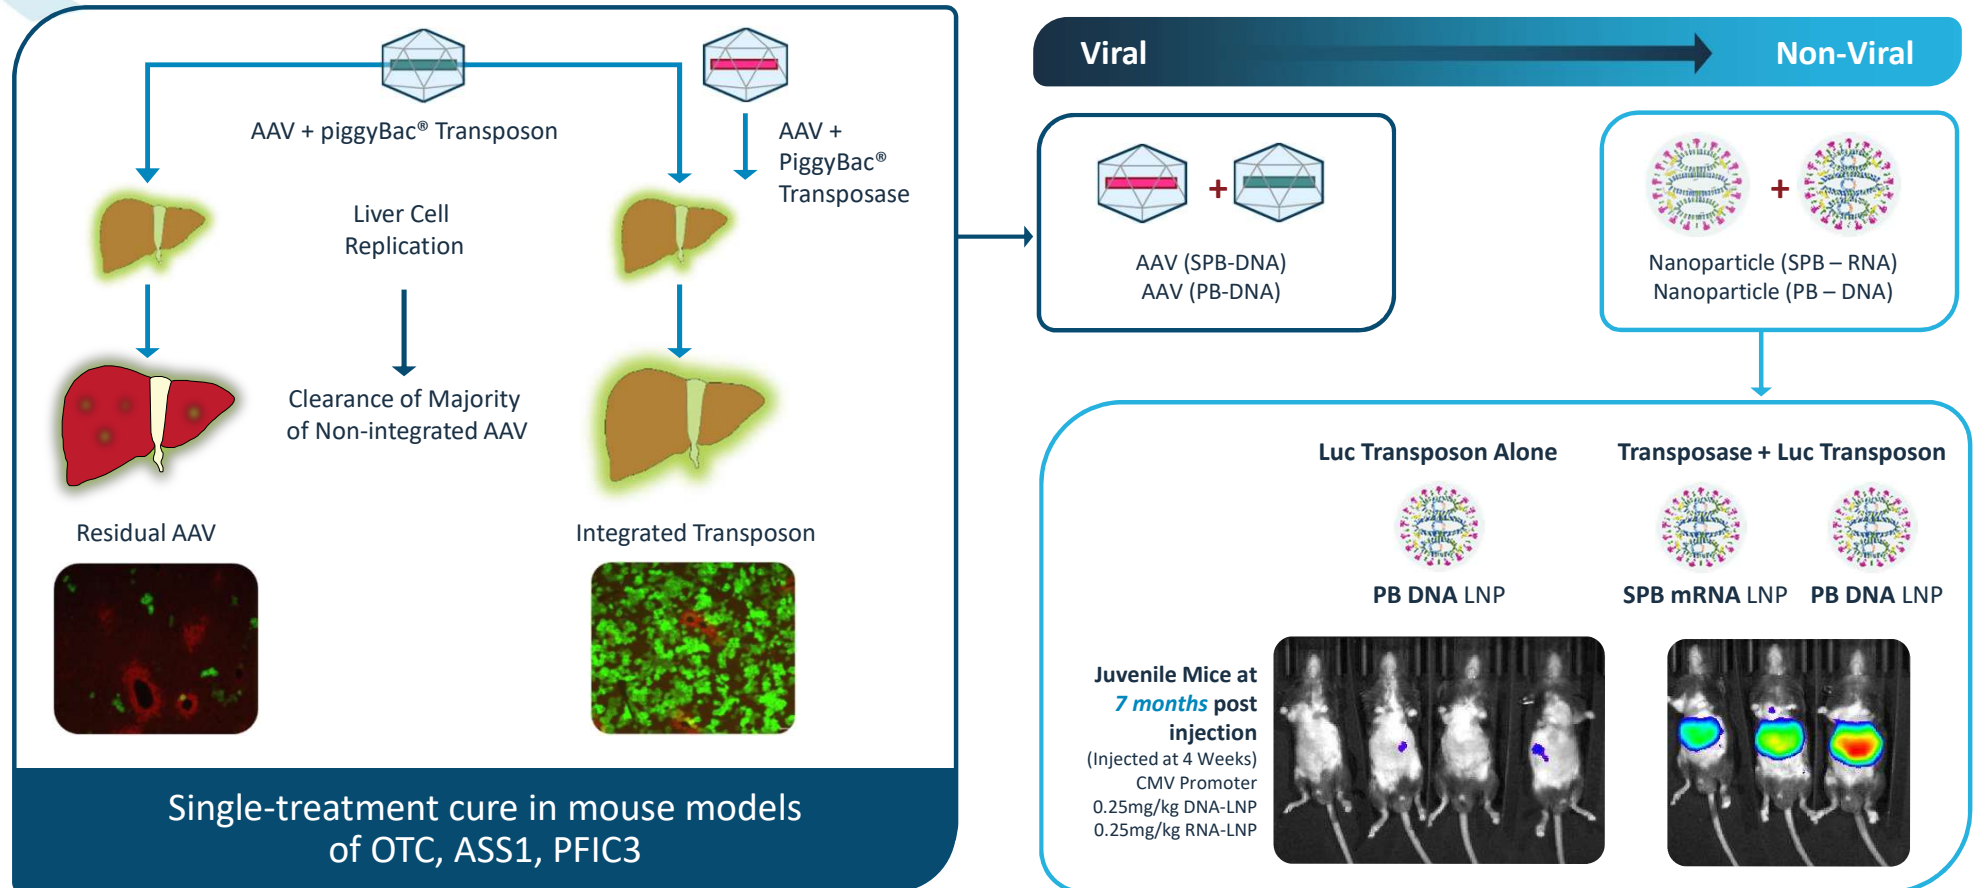 AAV + piggyBac® Transposon
AAV +
PiggyBac®
Transposase
Liver Cell
Replication
Clearance of Majority
of Non-integrated AAV
Residual AAV
Integrated Transposon
Single-treatment cure in mouse models
of OTC, ASS1, PFIC3
Viral
Non-Viral
+
AAV (SPB-DNA)
AAV (PB-DNA)
+
Nanoparticle (SPB – RNA)
Nanoparticle (PB – DNA)
Luc Transposon Alone
Transposase + Luc Transposon
PB DNA LNP
SPB mRNA LNP
PB DNA LNP
Juvenile Mice at
7 months post
injection
(Injected at 4 Weeks)
CMV Promoter
0.25mg/kg DNA-LNP
0.25mg/kg RNA-LNP